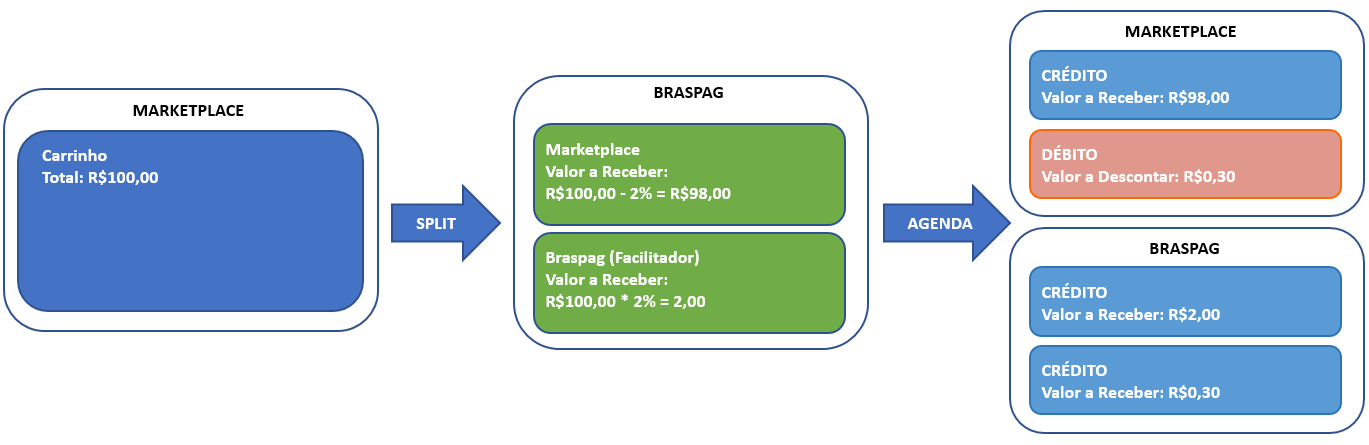 MARKETPLACE
Carrinho
Total: R$100,00
SPLIT
BRASPAG
Marketplace
Valor a Receber:
R$100,00 - 2% = R$98,00
Braspag (Facilitador)
Valor a Receber:
R$100,00 * 2% = 2,00
AGENDA
MARKETPLACE
CRÉDITO
Valor a Receber: R$98,00
DÉBITO
Valor a Descontar: R$0,30
BRASPAG
CRÉDITO
Valor a Receber: R$2,00
CRÉDITO
Valor a Receber: R$0,30